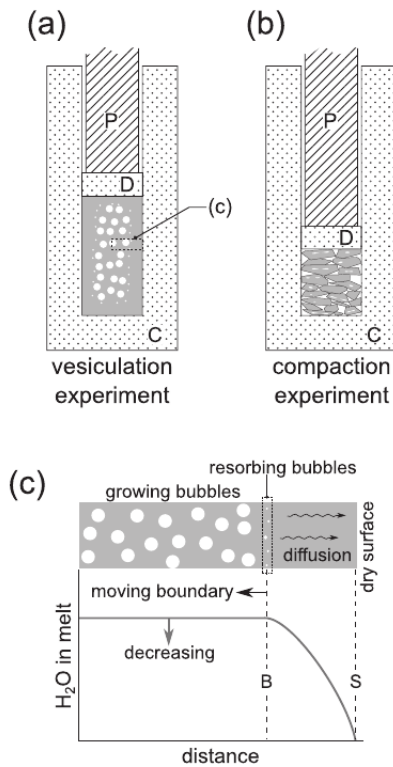 (a)
(b)
P
P
D
(c)
D
C
C
vesiculation
experiment
compaction
experiment
(c)
resorbing bubbles
growing bubbles
diffusion
dry surface
moving boundary
decreasing
B
S
H₂O in melt
distance